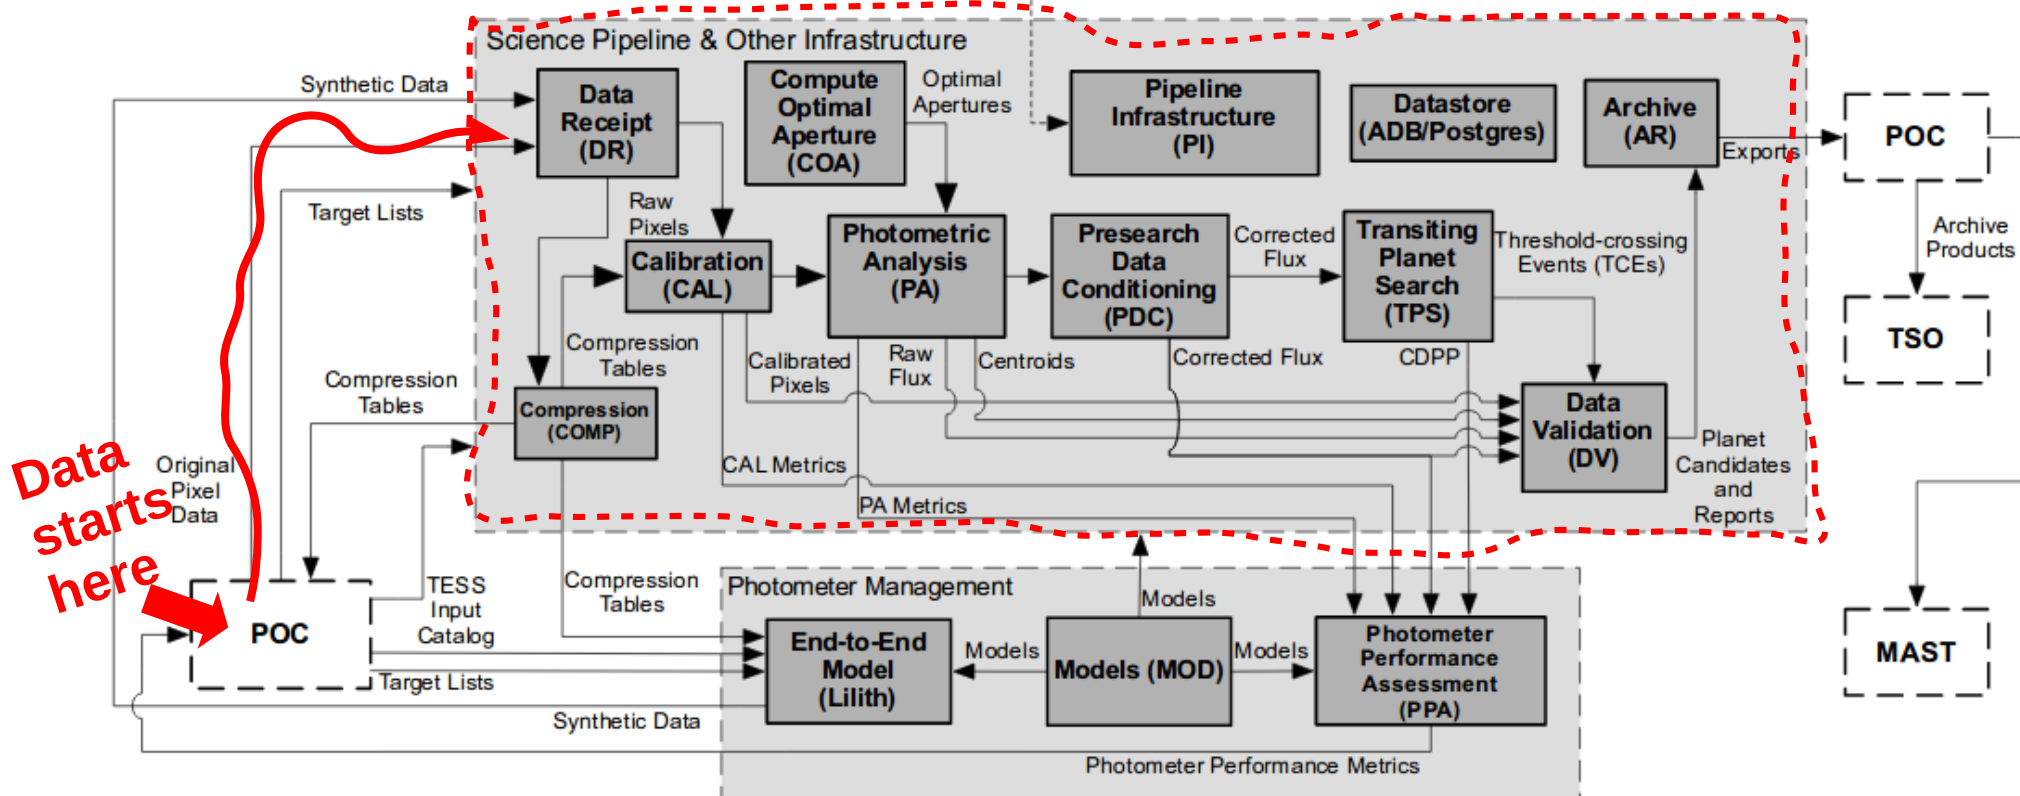 Science Pipeline & Other Infrastructure
Synthetic Data
Data
Receipt
(DR)
Compute
Optimal
Aperture
(COA)
Optimal
Apertures
Pipeline
Infrastructure
(PI)
Datastore
(ADB/Postgres)
Archive
(AR)
Exports
POC
Target Lists
Raw
Pixels
Archive
Products
Calibration
(CAL)
Photometric
Analysis
(PA)
Presearch
Data
Conditioning
(PDC)
Corrected
Flux
Transiting
Planet
Search
(TPS)
Threshold-crossing
Events (TCEs)
TSO
Compression
Tables
Compression
Tables
Calibrated
Pixels
Raw
Flux
Centroids
Corrected Flux
CDPP
Compression
(COMP)
Data
Validation
(DV)
Planet
Candidates
and
Reports
Data
starts
here
Original
Pixel
Data
CAL Metrics
PA Metrics
POC
TESS
Input
Catalog
Target Lists
Compression
Tables
Synthetic Data
Photometer Management
End-to-End
Model
(Lilith)
Models
Models (MOD)
Models
Models
Photometer
Performance
Assessment
(PPA)
Photometer Performance Metrics
MAST